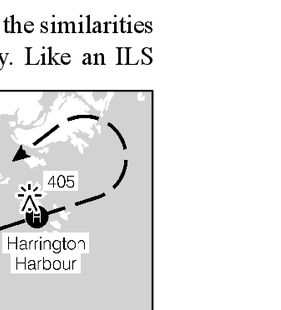 the similarities
y. Like an ILS
405
H
Harrington
Harbour